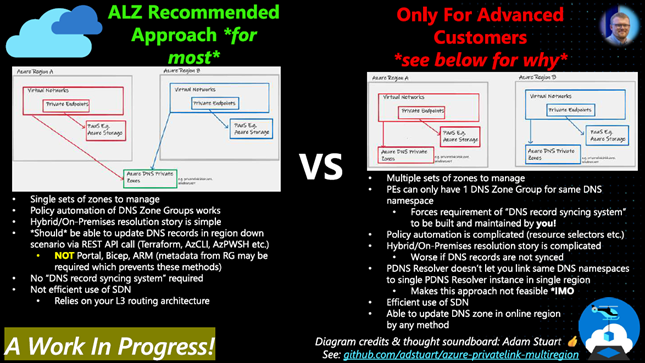 ALZ Recommended
Approach *for
most*
Azure Region A
Azure Region B
Virtual Networks
Private Endpoints
PaaS E.g.
Azure Storage
Virtual Networks
Private Endpoints
PaaS E.g.
Azure Storage
Azure DNS Private
Zones
Single sets of zones to manage
Policy automation of DNS Zone Groups works
Hybrid/On-Premises resolution story is simple
*Should* be able to update DNS records in region down
scenario via REST API call (Terraform, AzCLI, AzPWSH etc.)
NOT Portal, Bicep, ARM (metadata from RG may be
required which prevents these methods)
No "DNS record syncing system" required
Not efficient use of SDN
Relies on your L3 routing architecture
A Work In Progress!
VS
Only For Advanced
Customers
*see below for why*
Azure Region A
Virtual Networks
Private Endpoints
PaaS E.g.
Azure Storage
Azure DNS Private
Zones
Virtual Networks
Private Endpoints
PaaS E.g.
Azure Storage
Azure DNS Private
Zones
Multiple sets of zones to manage
PEs can only have 1 DNS Zone Group for same DNS
namespace
Forces requirement of "DNS record syncing system"
to be built and maintained by you!
Policy automation is complicated (resource selectors etc.)
Hybrid/On-Premises resolution story is complicated
Worse if DNS records are not synced
PDNS Resolver doesn't let you link same DNS namespaces
to single PDNS Resolver instance in single region
Makes this approach not feasible *IMO
Efficient use of SDN
Able to update DNS zone in online region
by any method
Diagram credits & thought soundboard: Adam Stuart
See: github.com/adstuart/azure-privatelink-multiregion